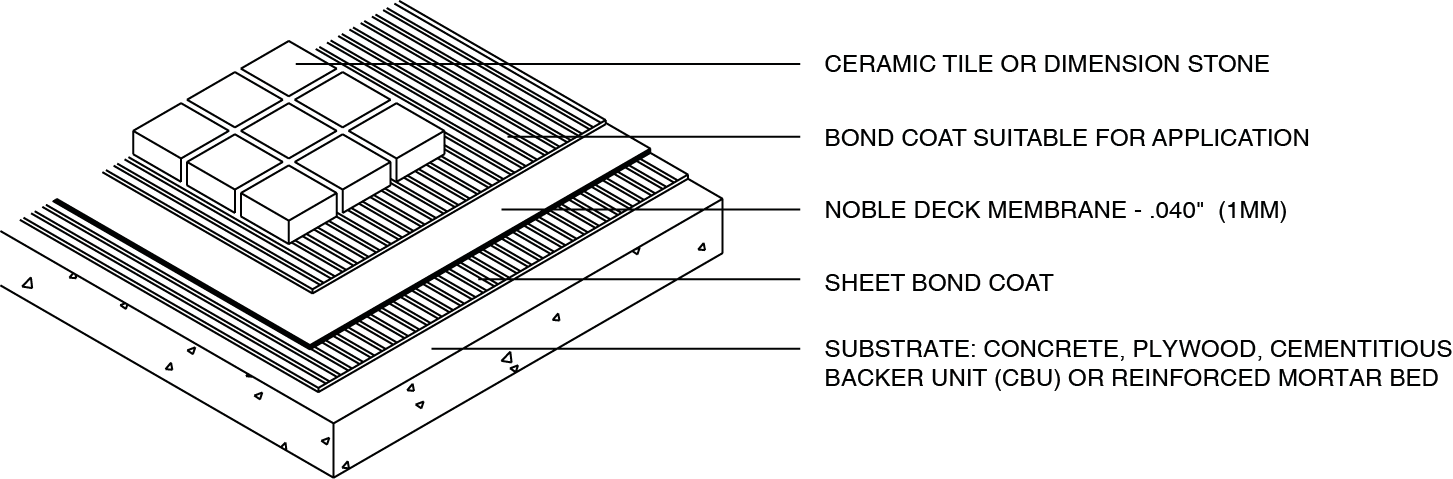 CERAMIC TILE OR DIMENSION STONE
BOND COAT SUITABLE FOR APPLICATION
NOBLE DECK MEMBRANE - .040" (1MM)
SHEET BOND COAT
SUBSTRATE: CONCRETE, PLYWOOD, CEMENTITIOUS
BACKER UNIT (CBU) OR REINFORCED MORTAR BED